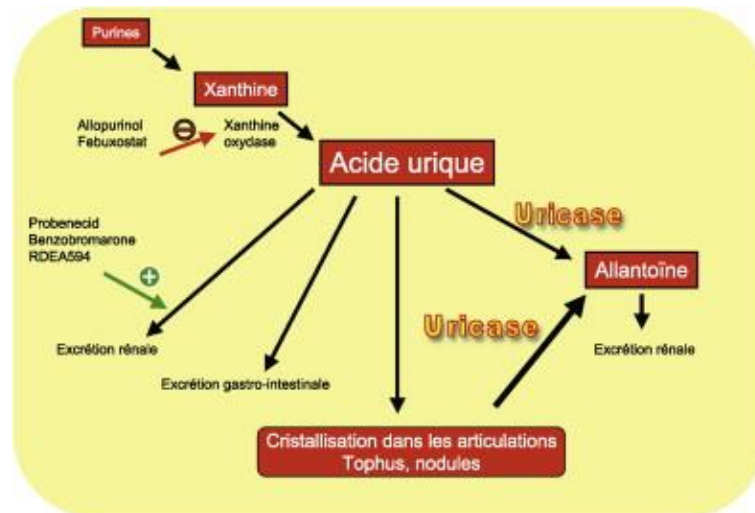 Purines
Xanthine
Allopurinol
Febuxostat
Xanthine
oxydase
Acide urique
Uricase
Probenecid
Benzobromarone
RDEA594
Allantoïne
Uricase
Excrétion rénale
Excrétion rénale
Excrétion gastro-intestinale
Cristallisation dans les articulations
Tophus, nodules